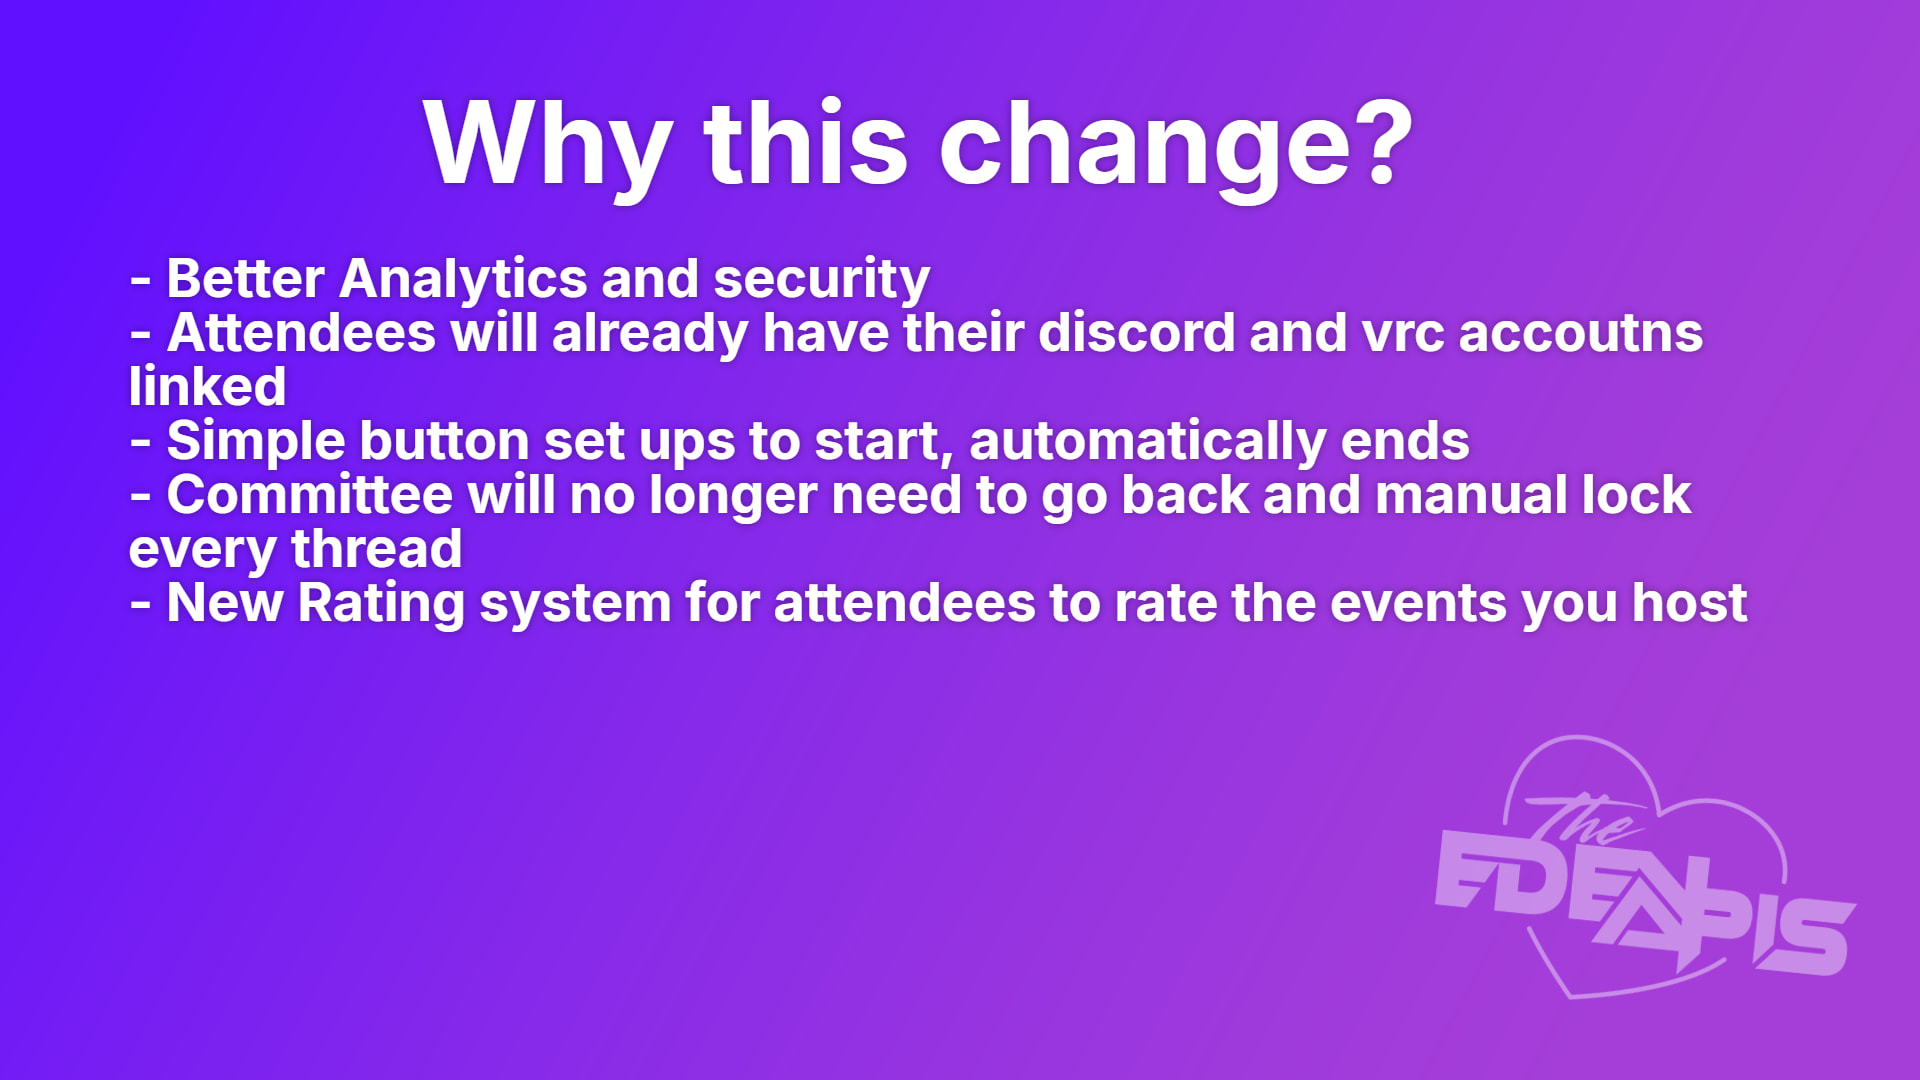 Why this change?
- Better Analytics and security
- Attendees will already have their discord and vrc accoutns
linked
- Simple button set ups to start, automatically ends
- Committee will no longer need to go back and manual lock
every thread
- New Rating system for attendees to rate the events you host
The